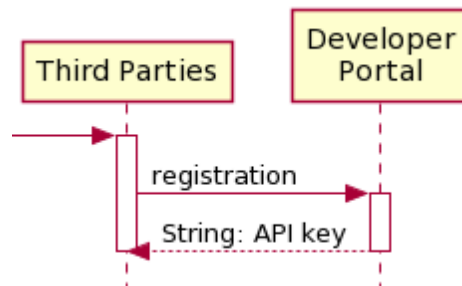 Third Parties
Developer
Portal
registration
String: API key